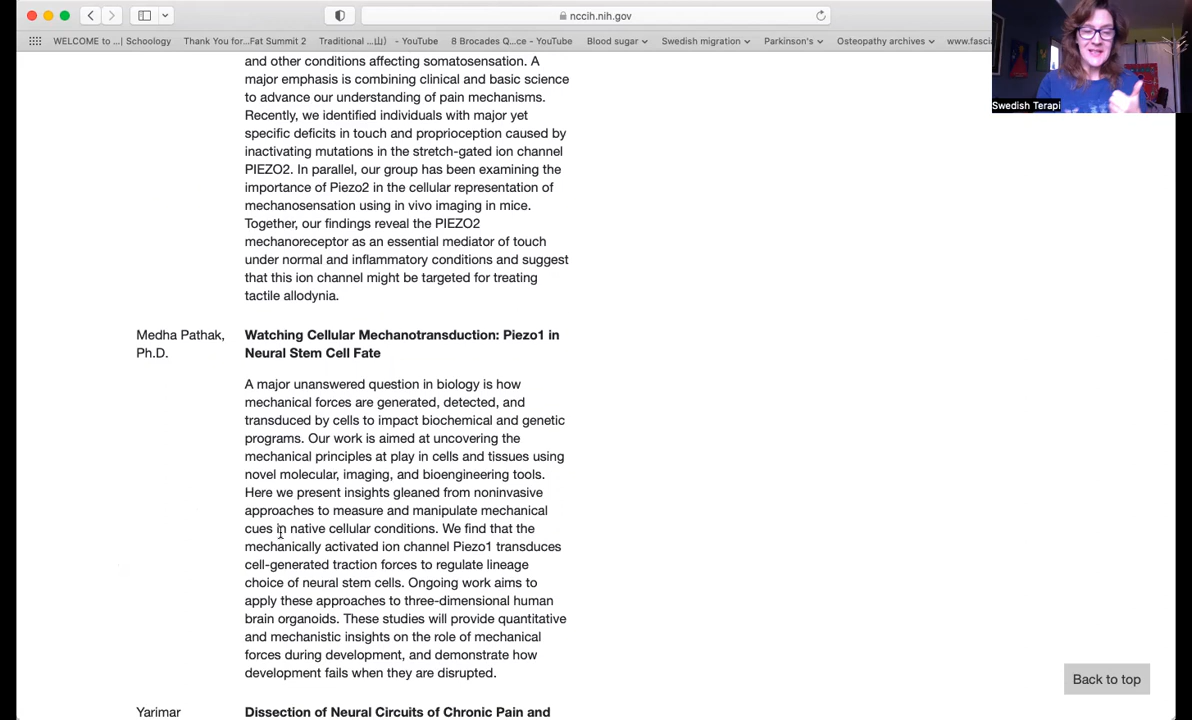 nccih.nih.gov
WELCOME to ...| Schoology Thank You for...Fat Summit 2 Traditional ...山) - YouTube 8 Brocades Q...ce - YouTube Blood sugar Swedish migration Parkinson's Osteopathy archives www.fascia
Swedish Terapi
and other conditions affecting somatosensation. A
major emphasis is combining clinical and basic science
to advance our understanding of pain mechanisms.
Recently, we identified individuals with major yet
specific deficits in touch and proprioception caused by
inactivating mutations in the stretch-gated ion channel
PIEZO2. In parallel, our group has been examining the
importance of Piezo2 in the cellular representation of
mechanosensation using in vivo imaging in mice.
Together, our findings reveal the PIEZO2
mechanoreceptor as an essential mediator of touch
under normal and inflammatory conditions and suggest
that this ion channel might be targeted for treating
tactile allodynia.
Medha Pathak,
Ph.D.
Watching Cellular Mechanotransduction: Piezo1 in
Neural Stem Cell Fate
A major unanswered question in biology is how
mechanical forces are generated, detected, and
transduced by cells to impact biochemical and genetic
programs. Our work is aimed at uncovering the
mechanical principles at play in cells and tissues using
novel molecular, imaging, and bioengineering tools.
Here we present insights gleaned from noninvasive
approaches to measure and manipulate mechanical
cues in native cellular conditions. We find that the
mechanically activated ion channel Piezo1 transduces
cell-generated traction forces to regulate lineage
choice of neural stem cells. Ongoing work aims to
apply these approaches to three-dimensional human
brain organoids. These studies will provide quantitative
and mechanistic insights on the role of mechanical
forces during development, and demonstrate how
development fails when they are disrupted.
Back to top
Yarimar
Dissection of Neural Circuits of Chronic Pain and